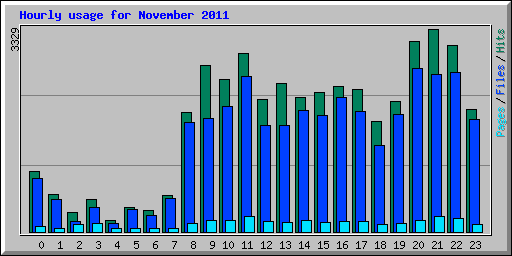 Hourly usage for November 2011
3329
Pages/Files/Hits
0 1 2 3 4 5 6 7 8 9 10 11 12 13 14 15 16 17 18 19 20 21 22 23